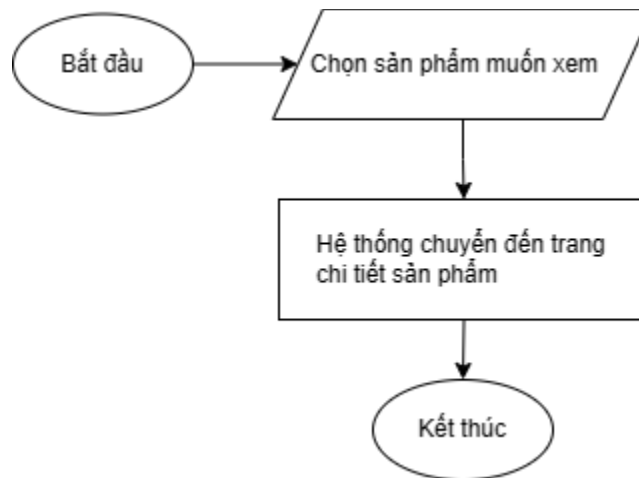 Bắt đầu
Chọn sản phẩm muốn xem
Hệ thống chuyển đến trang
chi tiết sản phẩm
Kết thúc